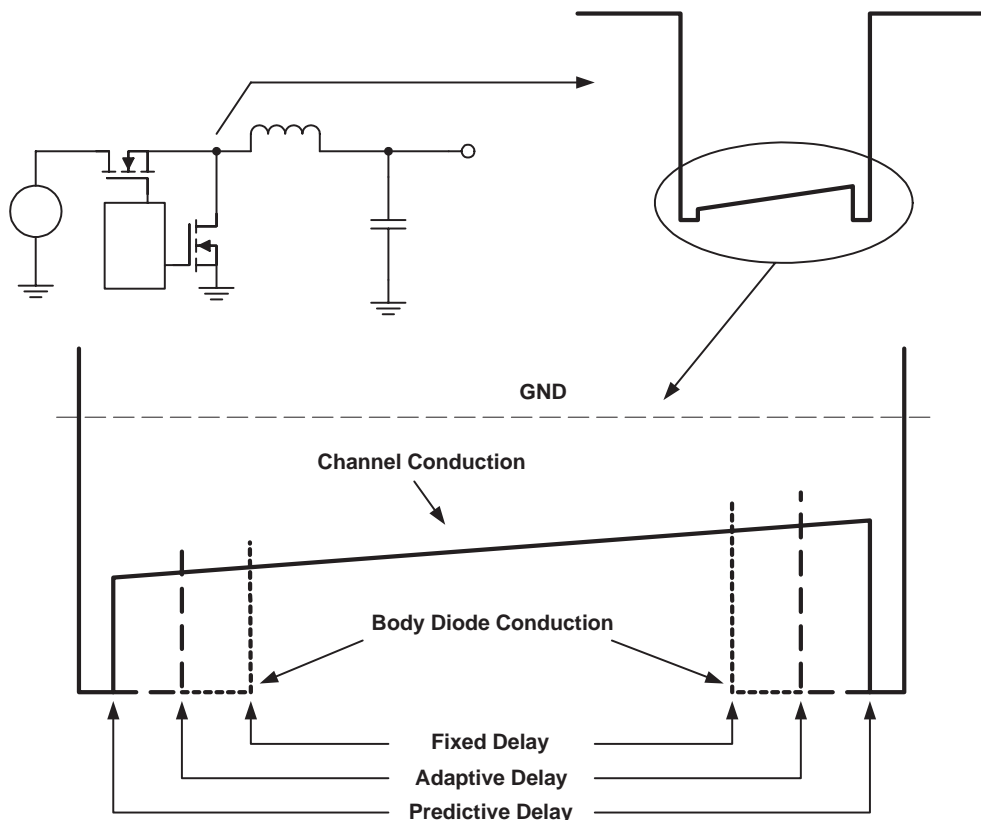 GND
Channel Conduction
Body Diode Conduction
Fixed Delay
Adaptive Delay
Predictive Delay